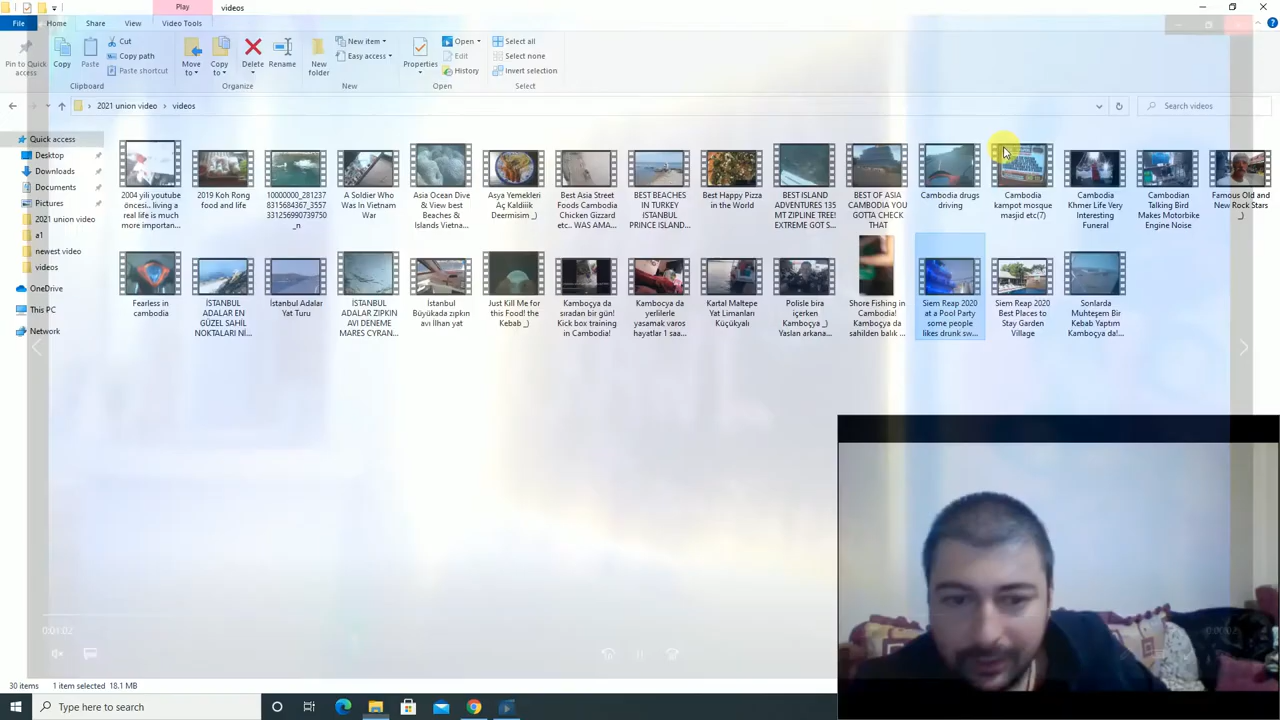 Play
videos
File
Home
Share
View
Video Tools
Pin to Quick
access
Copy
Paste
Cut
Copy path
Paste shortcut
Clipboard
Move
to
Copy
to
Delete
Rename
Organize
New
folder
New item
Easy access
New
Properties
Open
Edit
History
Open
Select all
Select none
Invert selection
Select
2021 union video > videos
Search videos
Quick access
Desktop
Downloads
Documents
Pictures
2021 union video
a1
newest video
videos
OneDrive
This PC
Network
2004 yili youtube
öncesi.. living a
real life is much
more importan...
2019 Koh Rong
food and life
10000000_281237
8315684387_3557
331256990739750
_n
A Soldier Who
Was In Vietnam
War
Asia Ocean Dive
& View best
Beaches &
Islands Vietna...
Asya Yemekleri
Aç Kaldiiik
Deermisim _)
Best Asia Street
Foods Cambodia
Chicken Gizzard
etc.. WAS AMA...
BEST BEACHES
IN TURKEY
ISTANBUL
PRINCE ISLAND...
Best Happy Pizza
in the World
BEST ISLAND
ADVENTURES 135
MT ZIPLINE TREE!
EXTREME GOT S...
BEST OF ASIA
CAMBODIA YOU
GOTTA CHECK
THAT
Cambodia drugs
driving
Cambodia
kampot mosque
masjid etc(7)
Cambodia
Khmer Life Very
Interesting
Funeral
Cambodian
Talking Bird
Makes Motorbike
Engine Noise
Famous Old and
New Rock Stars
_)
Fearless in
cambodia
İSTANBUL
ADALAR EN
GÜZEL SAHİL
NOKTALARI Nİ...
İstanbul Adalar
Yat Turu
İSTANBUL
ADALAR ZIPKIN
AVI DENEME
MARES CYRAN...
İstanbul
Büyükada zıpkın
avı İlhan yat
Just Kill Me for
this Food! the
Kebab _)
Kamboçya da
sıradan bir gün!
Kick box training
in Cambodia!
Kamboçya da
yerlilerle
yasamak varos
hayatlar 1 saa...
Kartal Maltepe
Yat Limanları
Küçükyalı
Polisle bira
içerken
Kamboçya _)
Yaslan arkana...
Shore Fishing in
Cambodia!
Kamboçya da
sahilden balık ...
Siem Reap 2020
at a Pool Party
some people
likes drunk sw...
Siem Reap 2020
Best Places to
Stay Garden
Village
Sonlarda
Muhteşem Bir
Kebab Yaptım
Kamboçya da!...
0:01:02
30 items
1 item selected 18.1 MB
Type here to search